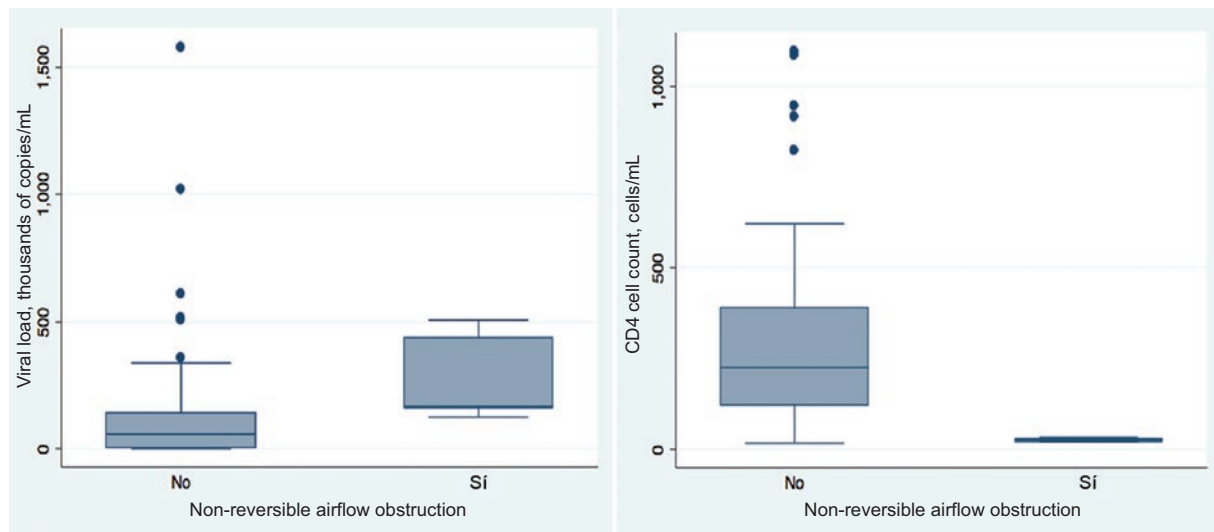 Viral load, thousands of copies/mL
1,500
1,000
500
0
No
Sí
Non-reversible airflow obstruction
CD4 cell count, cells/mL
1,000
500
0
No
Sí
Non-reversible airflow obstruction